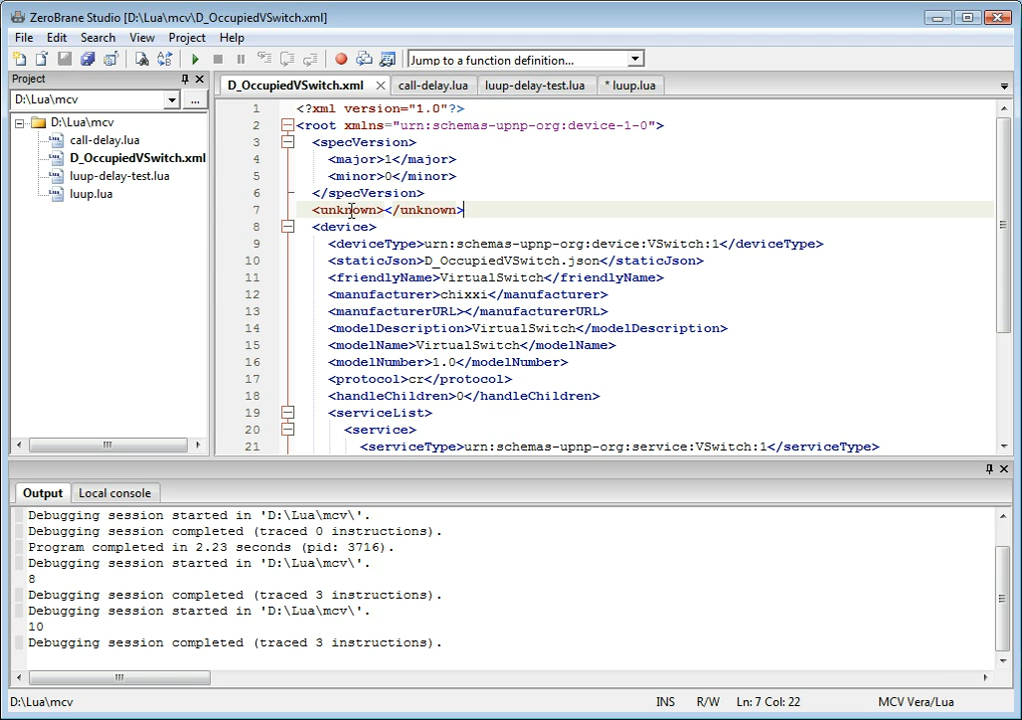 ZeroBrane Studio [D:\Lua\mcv\D_OccupiedVSwitch.xml]
File Edit Search View Project Help
Jump to a function definition...
Project
D:\Lua\mcv
...
D:\Lua\mcv
call-delay.lua
D_OccupiedVSwitch.xml
luup-delay-test.lua
luup.lua
D_OccupiedVSwitch.xml call-delay.lua luup-delay-test.lua * luup.lua
1 <?xml version="1.0"?>
2 <root xmlns="urn:schemas-upnp-org:device-1-0">
3 <specVersion>
4 <major>1</major>
5 <minor>0</minor>
6 </specVersion>
7 <unknown></unknown>
8 <device>
9 <deviceType>urn:schemas-upnp-org:device:VSwitch:1</deviceType>
10 <staticJson>D_OccupiedVSwitch.json</staticJson>
11 <friendlyName>VirtualSwitch</friendlyName>
12 <manufacturer>chixxi</manufacturer>
13 <manufacturerURL></manufacturerURL>
14 <modelDescription>VirtualSwitch</modelDescription>
15 <modelName>VirtualSwitch</modelName>
16 <modelNumber>1.0</modelNumber>
17 <protocol>cr</protocol>
18 <handleChildren>0</handleChildren>
19 <serviceList>
20 <service>
21 <serviceType>urn:schemas-upnp-org:service:VSwitch:1</serviceType>
Output Local console
Debugging session started in 'D:\Lua\mcv\'.
Debugging session completed (traced 0 instructions).
Program completed in 2.23 seconds (pid: 3716).
Debugging session started in 'D:\Lua\mcv\'.
8
Debugging session completed (traced 3 instructions).
Debugging session started in 'D:\Lua\mcv\'.
10
Debugging session completed (traced 3 instructions).
D:\Lua\mcv INS R/W Ln: 7 Col: 22 MCV Vera/Lua